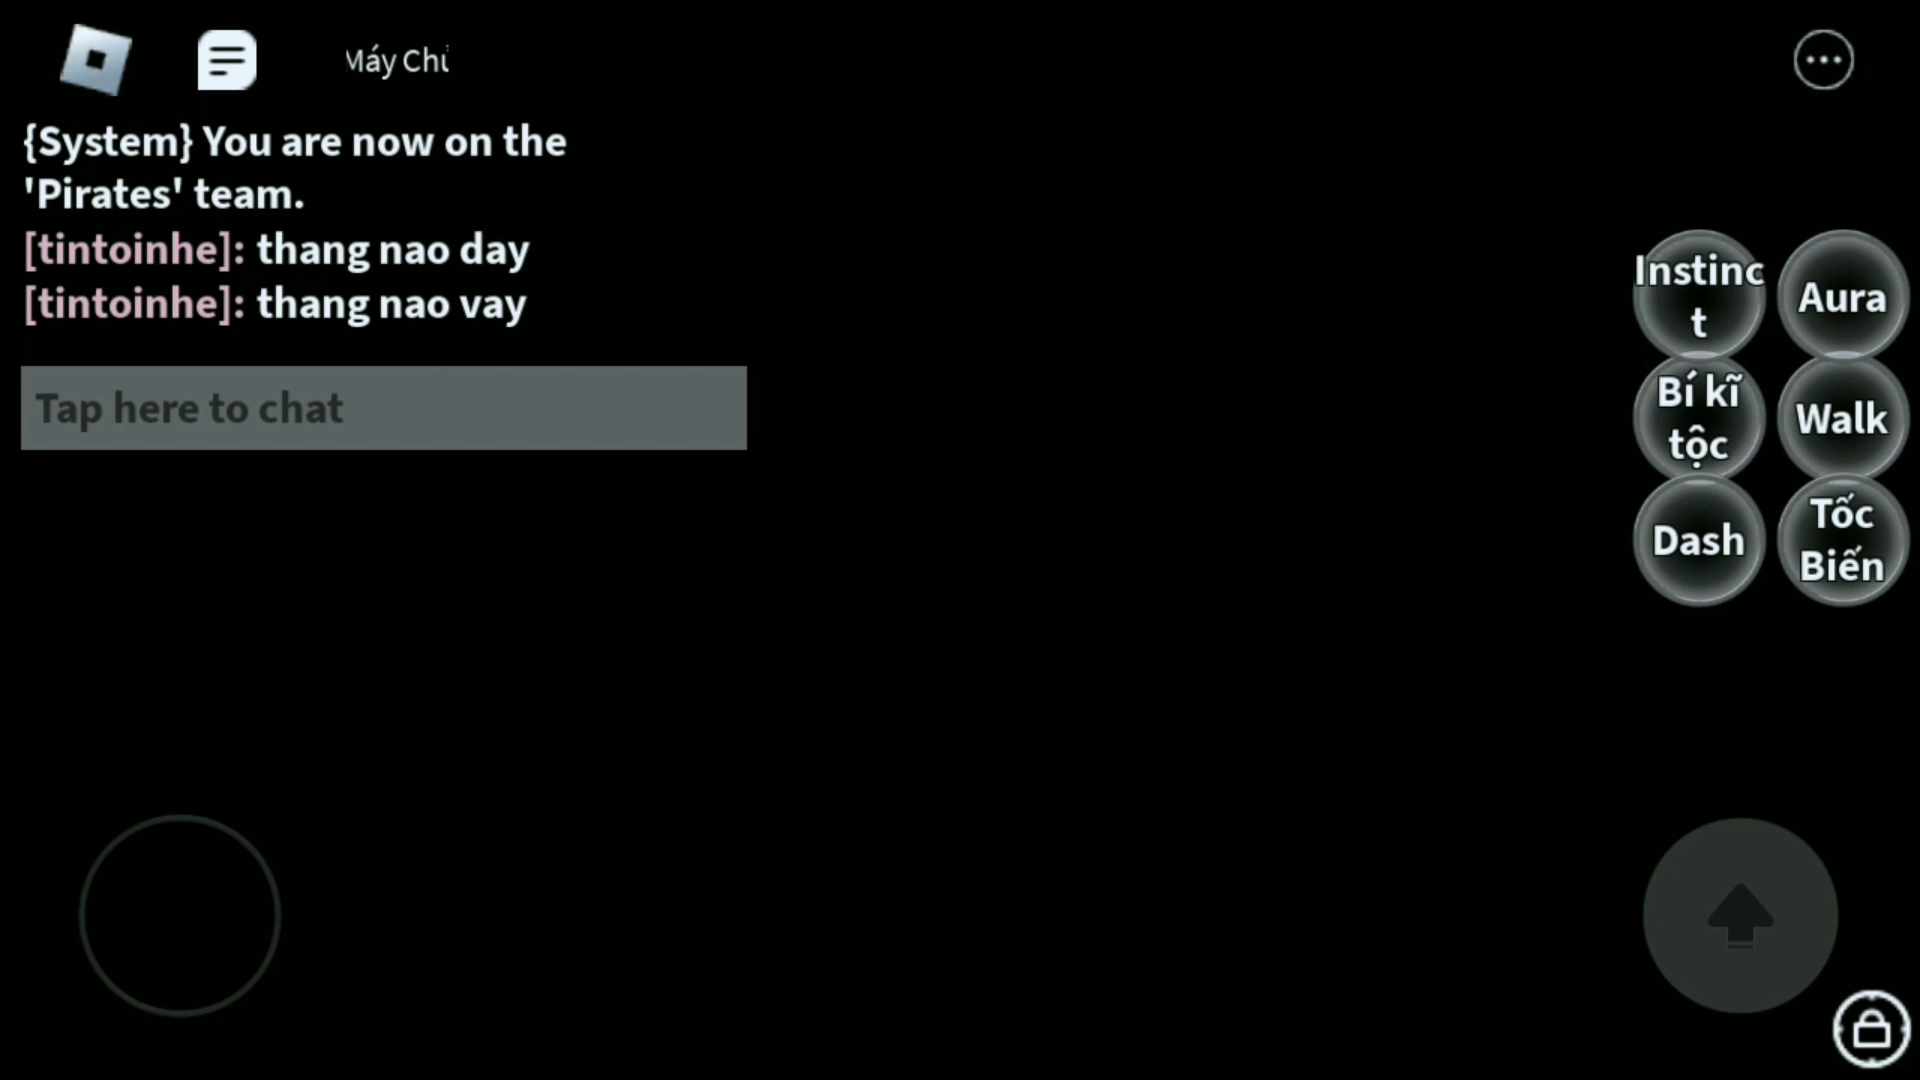 Máy Chủ
{System} You are now on the
'Pirates' team.
[tintoinhe]: thang nao day
[tintoinhe]: thang nao vay
Tap here to chat
Instinc
t
Aura
Bí kĩ
tộc
Walk
Dash
Tốc
Biến